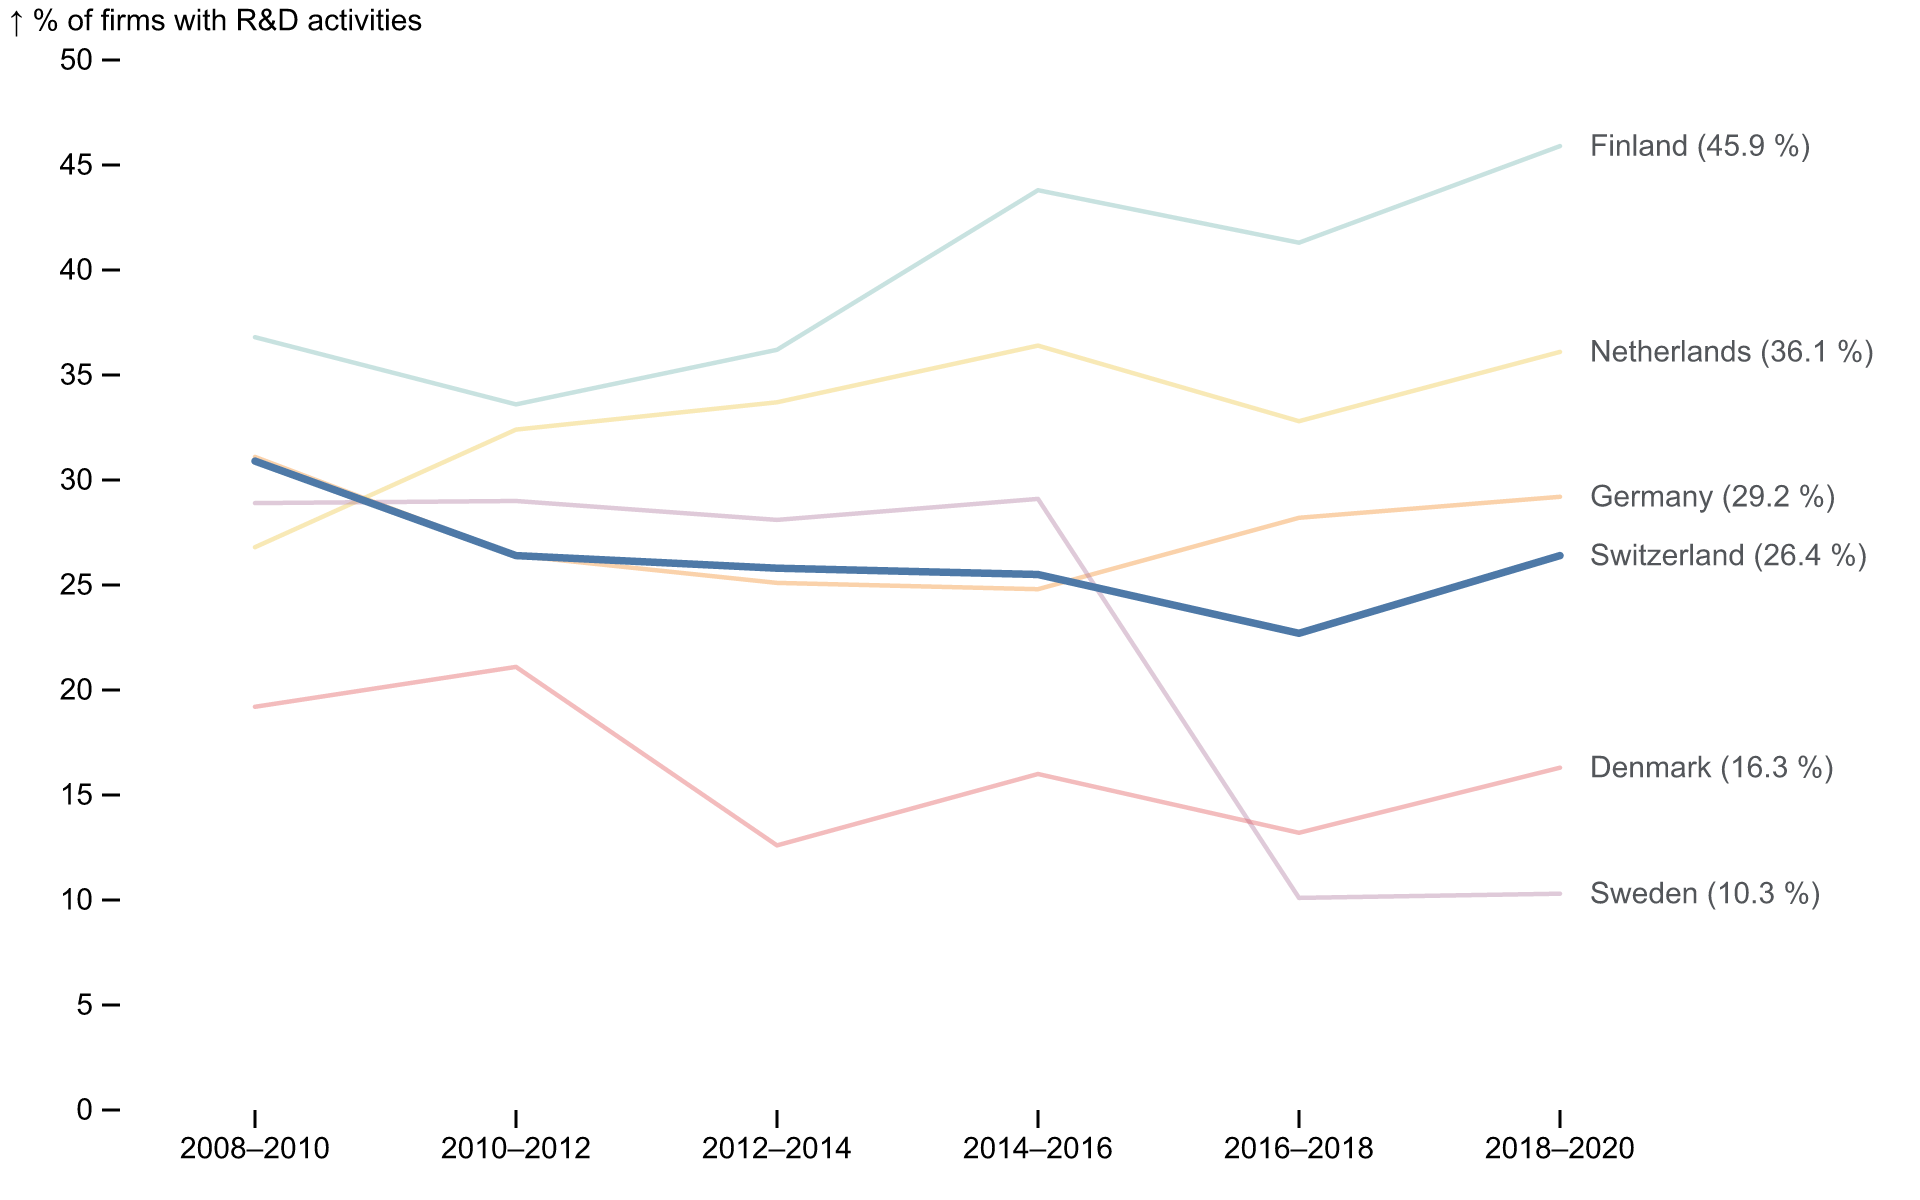 ↑ % of firms with R&D activities
50
45
40
35
30
25
20
15
10
5
0
Finland (45.9 %)
Netherlands (36.1 %)
Germany (29.2 %)
Switzerland (26.4 %)
Denmark (16.3 %)
Sweden (10.3 %)
2008–2010 2010–2012 2012–2014 2014–2016 2016–2018 2018–2020